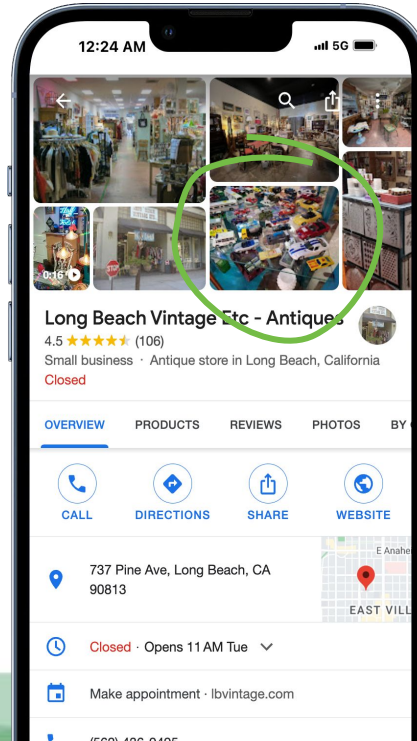 12:24 AM 5G
0:16
Long Beach Vintage Etc - Antiques
4.5 (106)
Small business · Antique store in Long Beach, California
Closed
OVERVIEW PRODUCTS REVIEWS PHOTOS BY
CALL DIRECTIONS SHARE WEBSITE
737 Pine Ave, Long Beach, CA
90813
E Anahe
EAST VILL
Closed · Opens 11 AM Tue
Make appointment · lbvintage.com